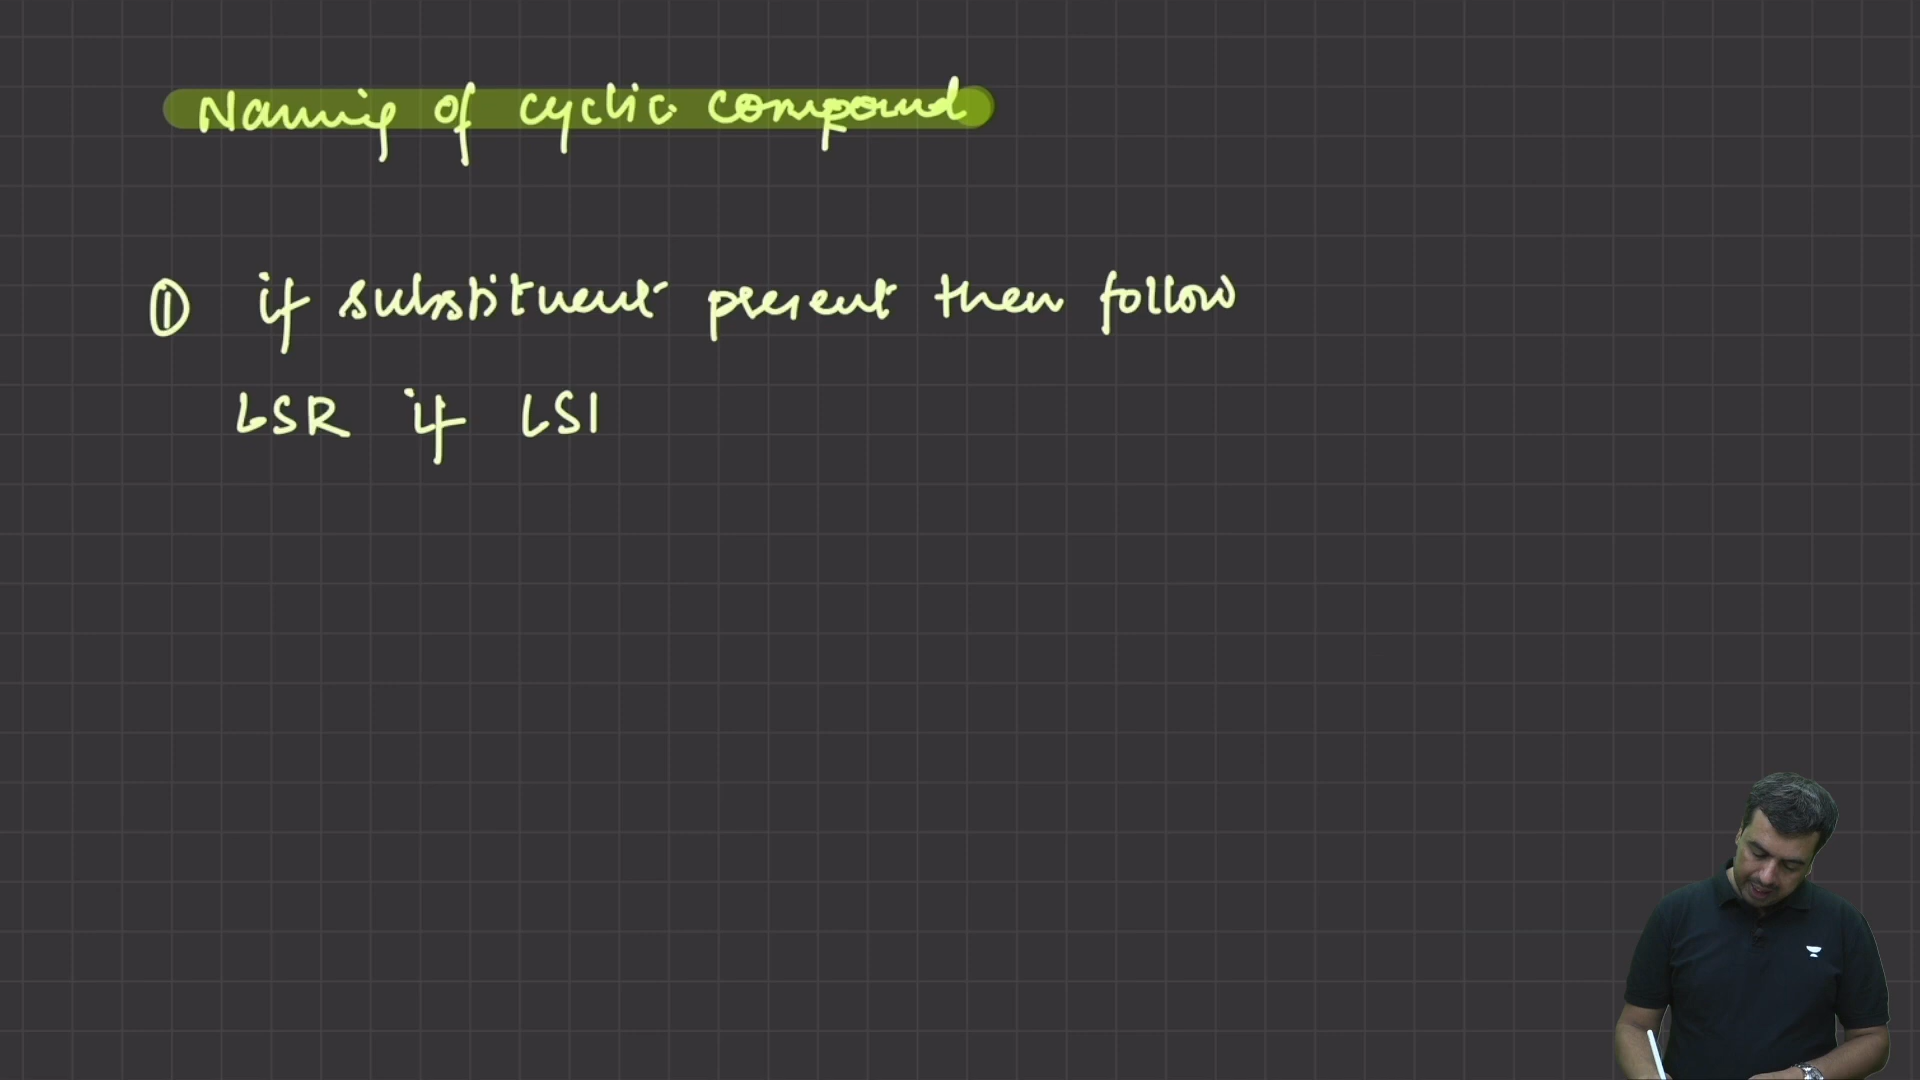 Naming of cyclic compound
① if substituent present then follow
LSR if LSI